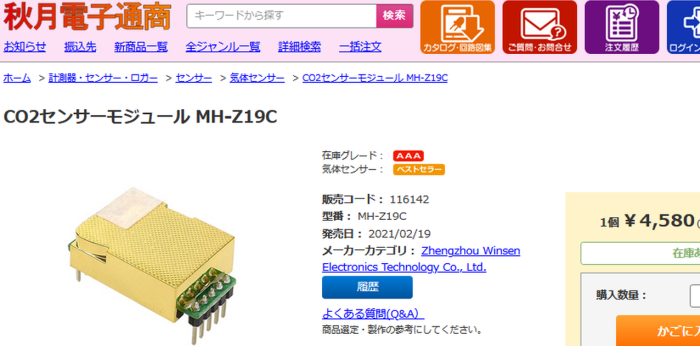 秋月電子通商
キーワードから探す
検索
カタログ・回路図集
ご質問・お問合せ
注文履歴
ログイン
お知らせ 振込先 新商品一覧 全ジャンル一覧 詳細検索 一括注文
ホーム > 計測器・センサー・ロガー > センサー > 気体センサー > CO2センサーモジュール MH-Z19C
CO2センサーモジュール MH-Z19C
在庫グレード： AAA
気体センサー： ベストセラー
販売コード： 116142
型番： MH-Z19C
発売日： 2021/02/19
メーカーカテゴリ： Zhengzhou Winsen
Electronics Technology Co., Ltd.
履歴
よくある質問(Q&A)
商品選定・製作の参考にしてください。
1個 ￥4,580
在庫
購入数量：
かごに